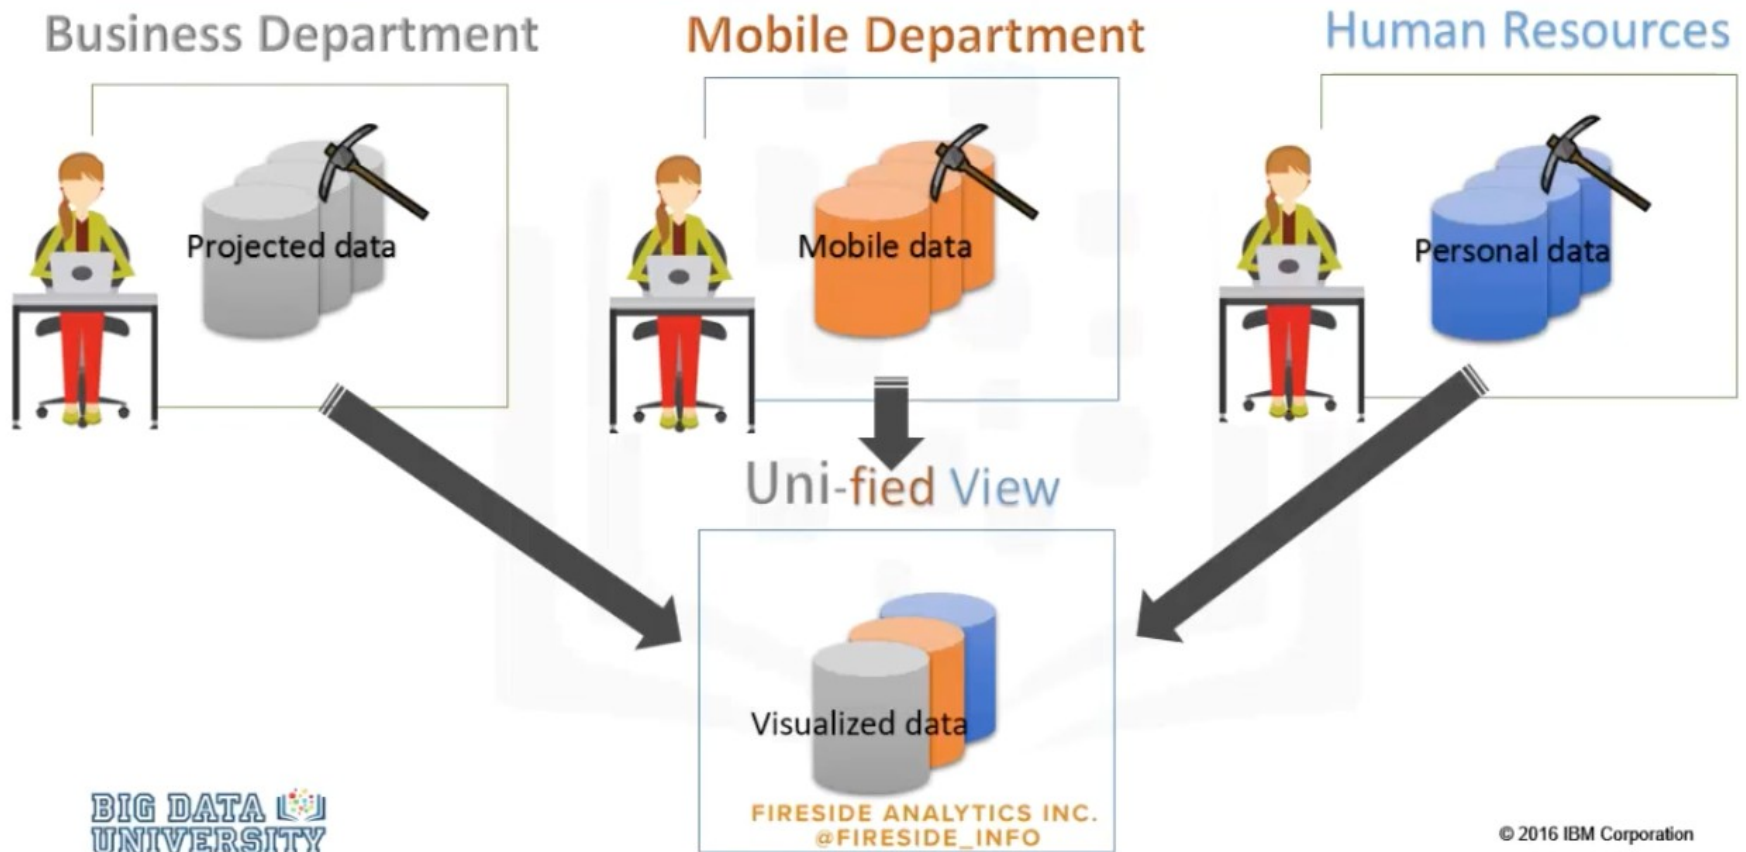 Business Department
Mobile Department
Human Resources
Projected data
Mobile data
Personal data
Uni-fied View
Visualized data
FIRESIDE ANALYTICS INC.
@FIRESIDE_INFO
BIG DATA
UNIVERSITY
© 2016 IBM Corporation